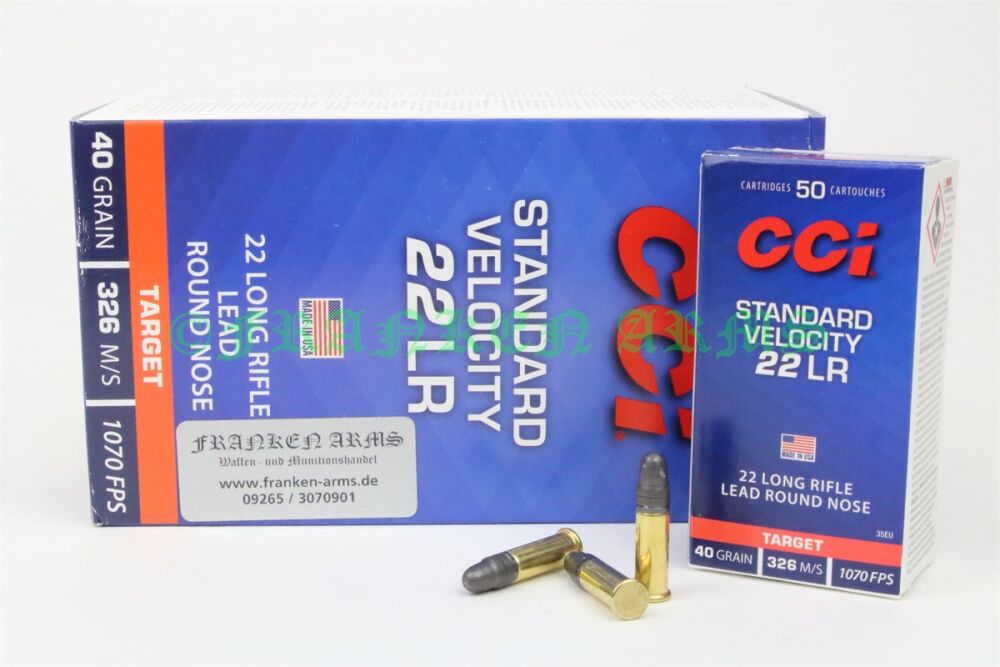 CCi
STANDARD
VELOCITY
22 LR
MADE IN USA
22 LONG RIFLE
LEAD
ROUND NOSE
TARGET
40 GRAIN 326 M/S 1070 FPS
FRANKEN ARMS
Waffen - und Munitionshandel
www.franken-arms.de
09265 / 3070901
CARTRIDGES 50 CARTOUCHES
CCi
STANDARD
VELOCITY
22 LR
MADE IN USA
22 LONG RIFLE
LEAD ROUND NOSE
35EU
TARGET
40 GRAIN 326 M/S 1070 FPS
©FRANKEN ARMS